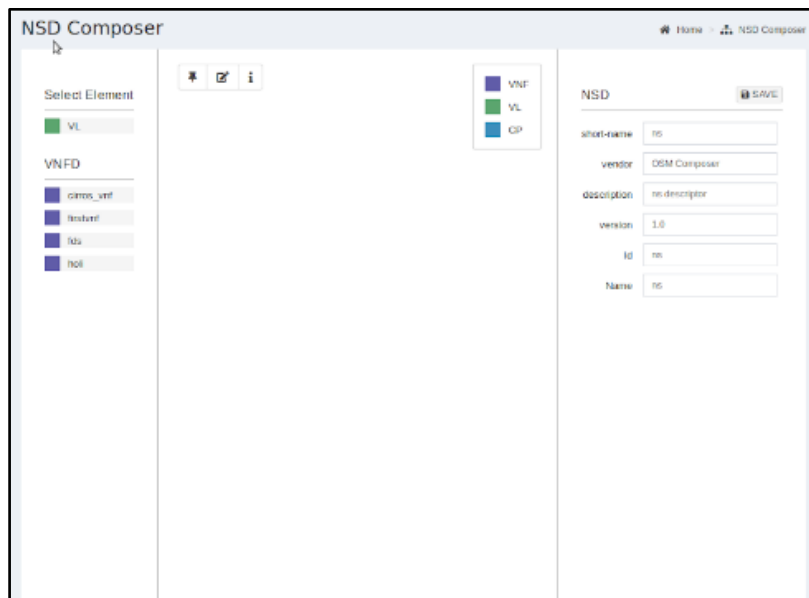 NSD Composer
Home > NSD Composer
Select Element
VL
VNFD
cirros_vnf
firstvnf
fds
holi
i
VNF
VL
CP
NSD
SAVE
short-name ns
vendor OSM Composer
description ns descriptor
version 1.0
Id ns
Name ns